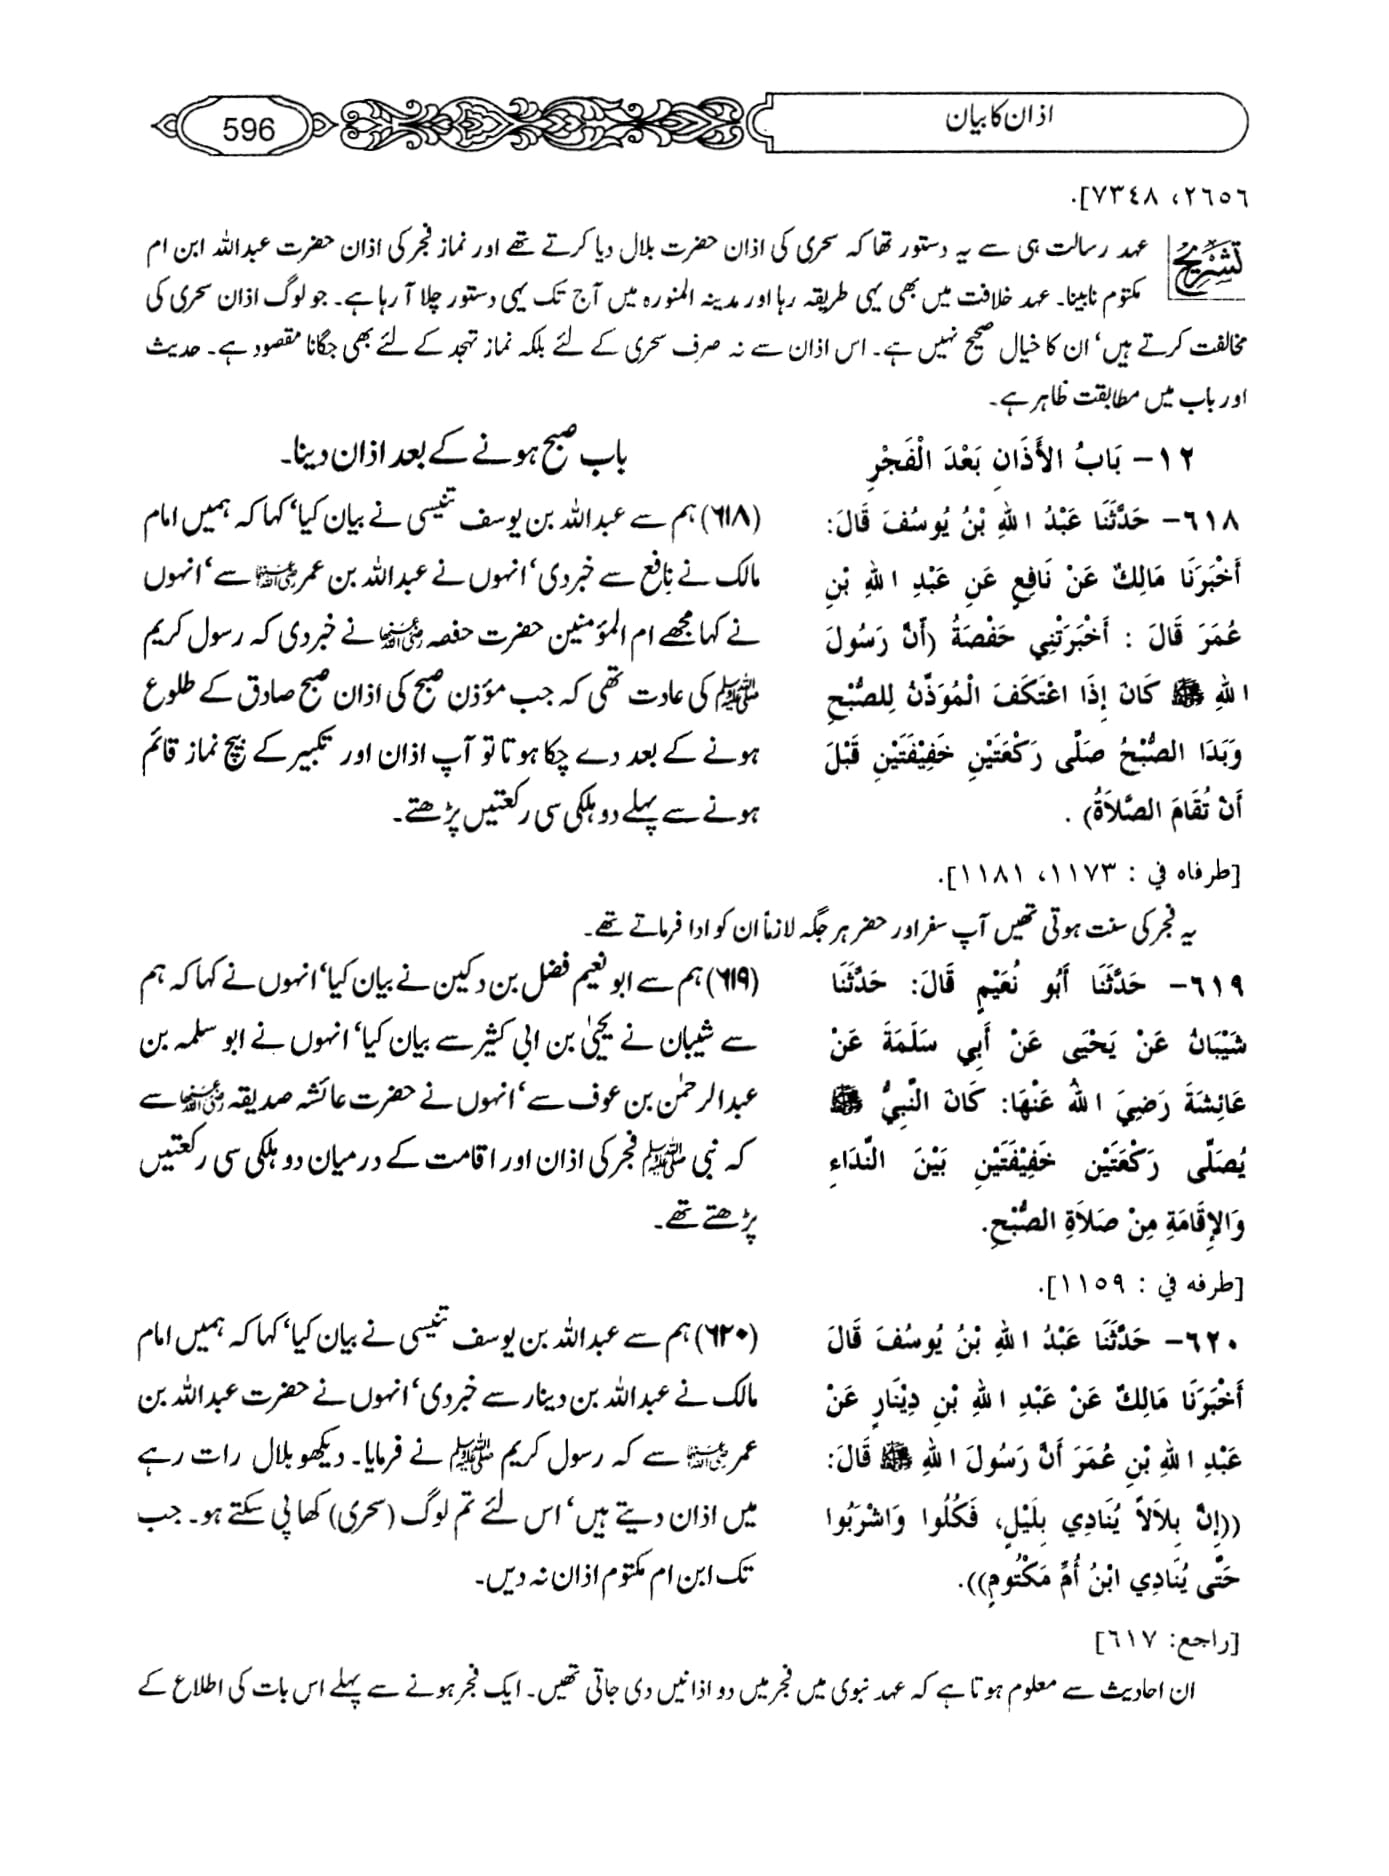 اذان کا بیان
596
٢٦٥٦، ٧٣٤٨].
تشریح عہد رسالت ہی سے یہ دستور تھا کہ سحری کی اذان حضرت بلال دیا کرتے تھے اور نماز فجر کی اذان حضرت عبداللہ ابن ام
مکتوم نابینا۔ عہد خلافت میں بھی یہی طریقہ رہا اور مدینہ المنورہ میں آج تک یہی دستور چلا آ رہا ہے۔ جو لوگ اذان سحری کی
مخالفت کرتے ہیں‘ ان کا خیال صحیح نہیں ہے۔ اس اذان سے نہ صرف سحری کے لئے بلکہ نماز تہجد کے لئے بھی جگانا مقصود ہے۔ حدیث
اور باب میں مطابقت ظاہر ہے۔
١٢- بَابُ الأَذَانِ بَعْدَ الْفَجْرِ
٦١٨- حَدَّثَنَا عَبْدُ اللهِ بْنُ يُوسُفَ قَالَ:
أَخْبَرَنَا مَالِكٌ عَنْ نَافِعٍ عَنِ عَبْدِ اللهِ بْنِ
عُمَرَ قَالَ : أَخْبَرَتْنِي حَفْصَةُ (أَنَّ رَسُولَ
اللهِ ﷺ كَانَ إِذَا اعْتَكَفَ الْمُوَذِّنُ لِلصُّبْحِ
وَبَدَا الصُّبْحُ صَلَّى رَكْعَتَيْنِ خَفِيْفَتَيْنِ قَبْلَ
أَنْ تُقَامَ الصَّلاَةُ) .
[طرفاه في : ١١٧٣، ١١٨١].
باب صبح ہونے کے بعد اذان دینا۔
(۶۱۸) ہم سے عبداللہ بن یوسف تنیسی نے بیان کیا‘ کہا کہ ہمیں امام
مالک نے نافع سے خبر دی‘ انہوں نے عبداللہ بن عمر رضی اللہ عنہما سے‘ انہوں
نے کہا مجھے ام المؤمنین حضرت حفصہ رضی اللہ عنہا نے خبر دی کہ رسول کریم
ﷺ کی عادت تھی کہ جب مؤذن صبح کی اذان صبح صادق کے طلوع
ہونے کے بعد دے چکا ہوتا تو آپ اذان اور تکبیر کے بیچ نماز قائم
ہونے سے پہلے دو ہلکی سی رکعتیں پڑھتے۔
یہ فجر کی سنت ہوتی تھیں آپ سفر اور حضر ہر جگہ لازماً ان کو ادا فرماتے تھے۔
٦١٩- حَدَّثَنَا أَبُو نُعَيْمٍ قَالَ: حَدَّثَنَا
شَيْبَانُ عَنْ يَحْيَى عَنْ أَبِي سَلَمَةَ عَنْ
عَائِشَةَ رَضِيَ اللهُ عَنْهَا: كَانَ النَّبِيُّ ﷺ
يُصَلِّى رَكْعَتَيْنِ خَفِيْفَتَيْنِ بَيْنَ النِّدَاءِ
وَالإِقَامَةِ مِنْ صَلاَةِ الصُّبْحِ.
[طرفه في : ١١٥٩].
(۶۱۹) ہم سے ابو نعیم فضل بن دکین نے بیان کیا‘ انہوں نے کہا کہ ہم
سے شیبان نے یحییٰ بن ابی کثیر سے بیان کیا‘ انہوں نے ابو سلمہ بن
عبدالرحمٰن بن عوف سے‘ انہوں نے حضرت عائشہ صدیقہ رضی اللہ عنہا سے
کہ نبی ﷺ فجر کی اذان اور اقامت کے درمیان دو ہلکی سی رکعتیں
پڑھتے تھے۔
٦٢٠- حَدَّثَنَا عَبْدُ اللهِ بْنُ يُوسُفَ قَالَ
أَخْبَرَنَا مَالِكٌ عَنْ عَبْدِ اللهِ بْنِ دِيْنَارٍ عَنْ
عَبْدِ اللهِ بْنِ عُمَرَ أَنَّ رَسُولَ اللهِ ﷺ قَالَ:
((إِنَّ بِلاَلاً يُنَادِي بِلَيْلٍ، فَكُلُوا وَاشْرَبُوا
حَتَّى يُنَادِي ابْنُ أُمِّ مَكْتُومٍ)).
[راجع: ٦١٧]
(۶۲۰) ہم سے عبداللہ بن یوسف تنیسی نے بیان کیا‘ کہا کہ ہمیں امام
مالک نے عبداللہ بن دینار سے خبر دی‘ انہوں نے حضرت عبداللہ بن
عمر رضی اللہ عنہما سے کہ رسول کریم ﷺ نے فرمایا۔ دیکھو بلال رات رہے
میں اذان دیتے ہیں‘ اس لئے تم لوگ (سحری) کھا پی سکتے ہو۔ جب
تک ابن ام مکتوم اذان نہ دیں۔
ان احادیث سے معلوم ہوتا ہے کہ عہد نبوی میں فجر میں دو اذانیں دی جاتی تھیں۔ ایک فجر ہونے سے پہلے اس بات کی اطلاع کے